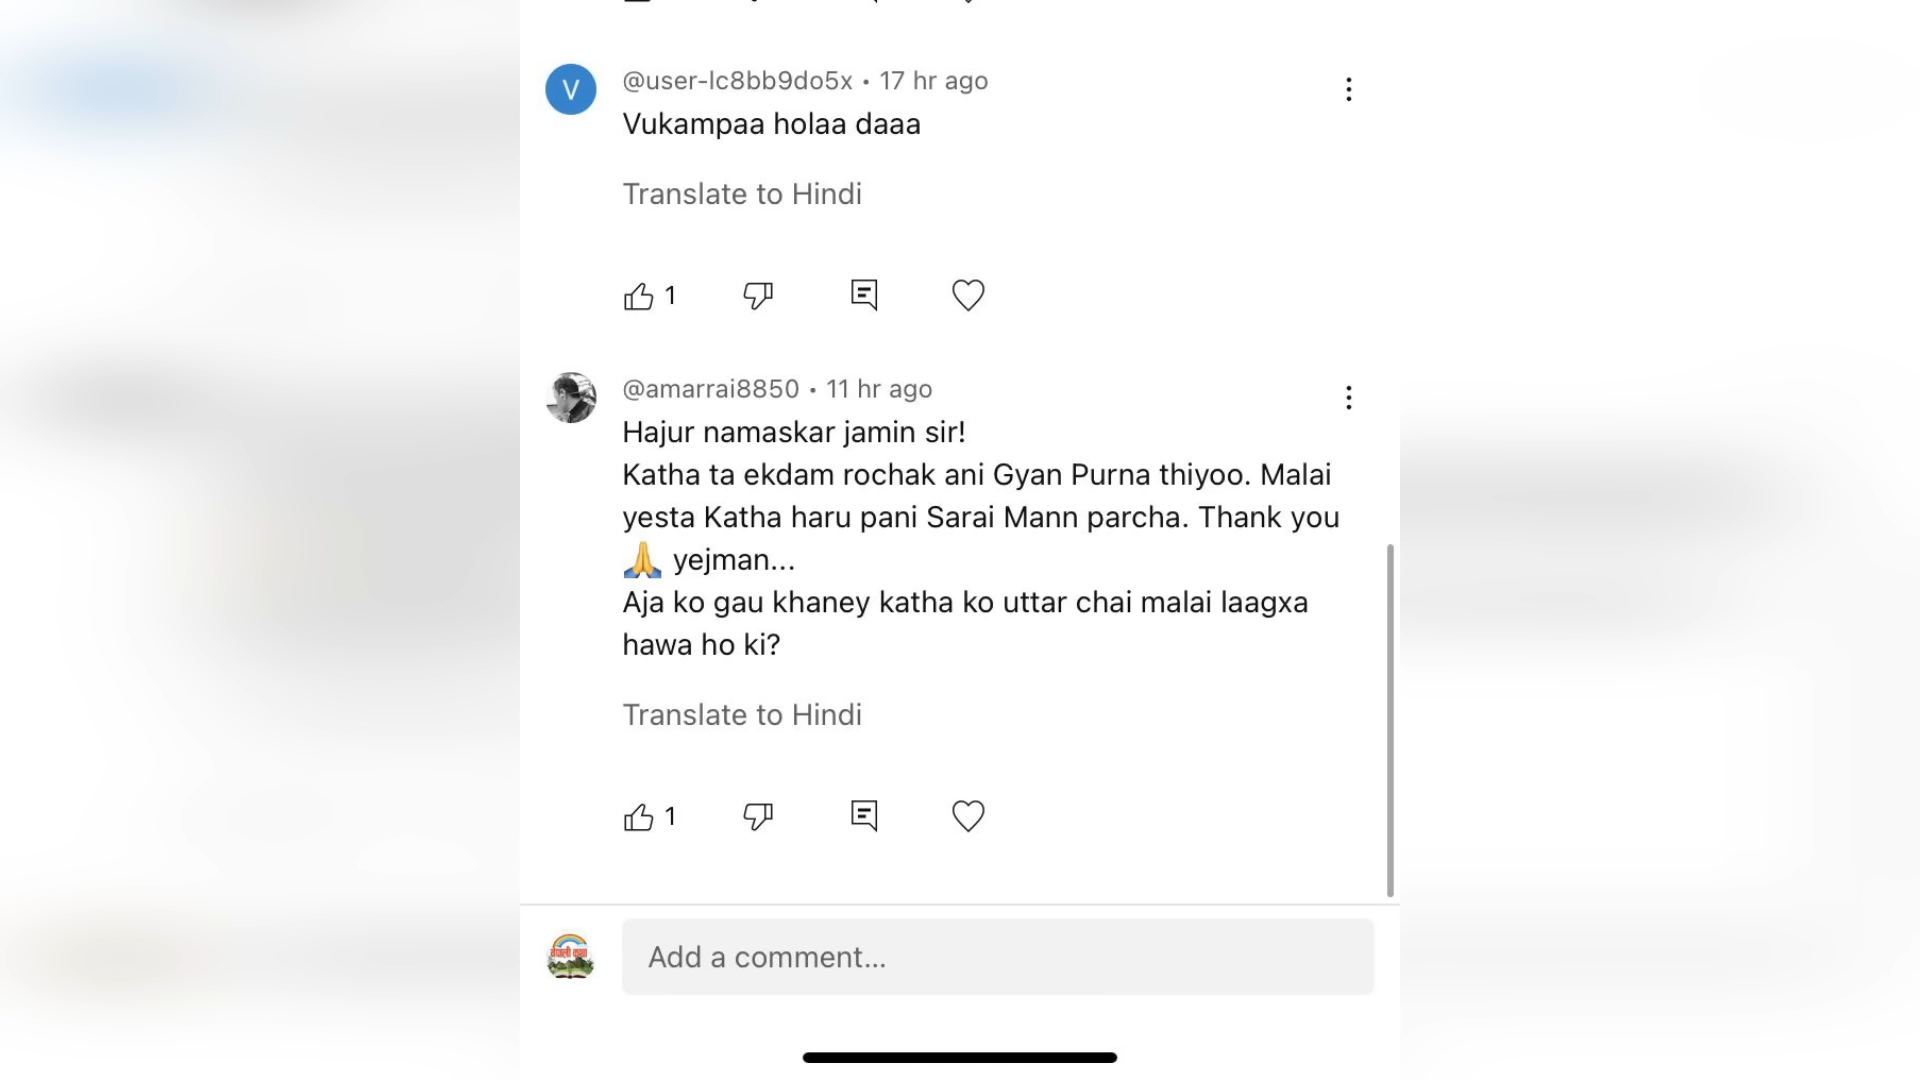 @user-lc8bb9do5x • 17 hr ago
Vukampaa holaa daaa
Translate to Hindi
1
@amarrai8850 • 11 hr ago
Hajur namaskar jamin sir!
Katha ta ekdam rochak ani Gyan Purna thiyoo. Malai
yesta Katha haru pani Sarai Mann parcha. Thank you
🙏 yejman...
Aja ko gau khaney katha ko uttar chai malai laagxa
hawa ho ki?
Translate to Hindi
1
नेपाली कथा
Add a comment...
V